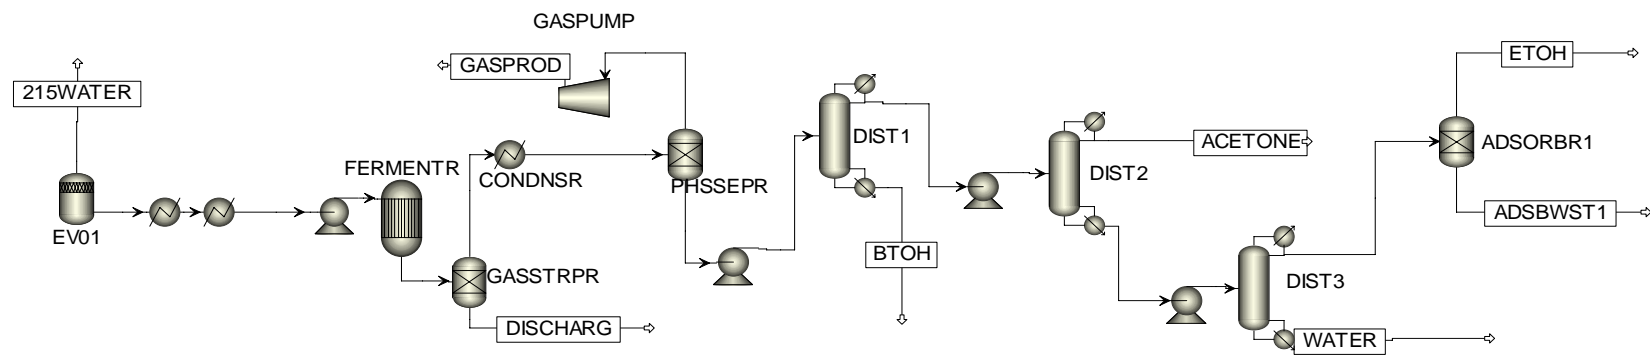 GASPUMP
GASPROD
ETOH
215WATER
DIST1
ACETONE
ADSORBR1
FERMENTR
CONDNSR
PHSSEPR
DIST2
ADSBWST1
EV01
BTOH
GASSTRPR
DIST3
DISCHARG
WATER